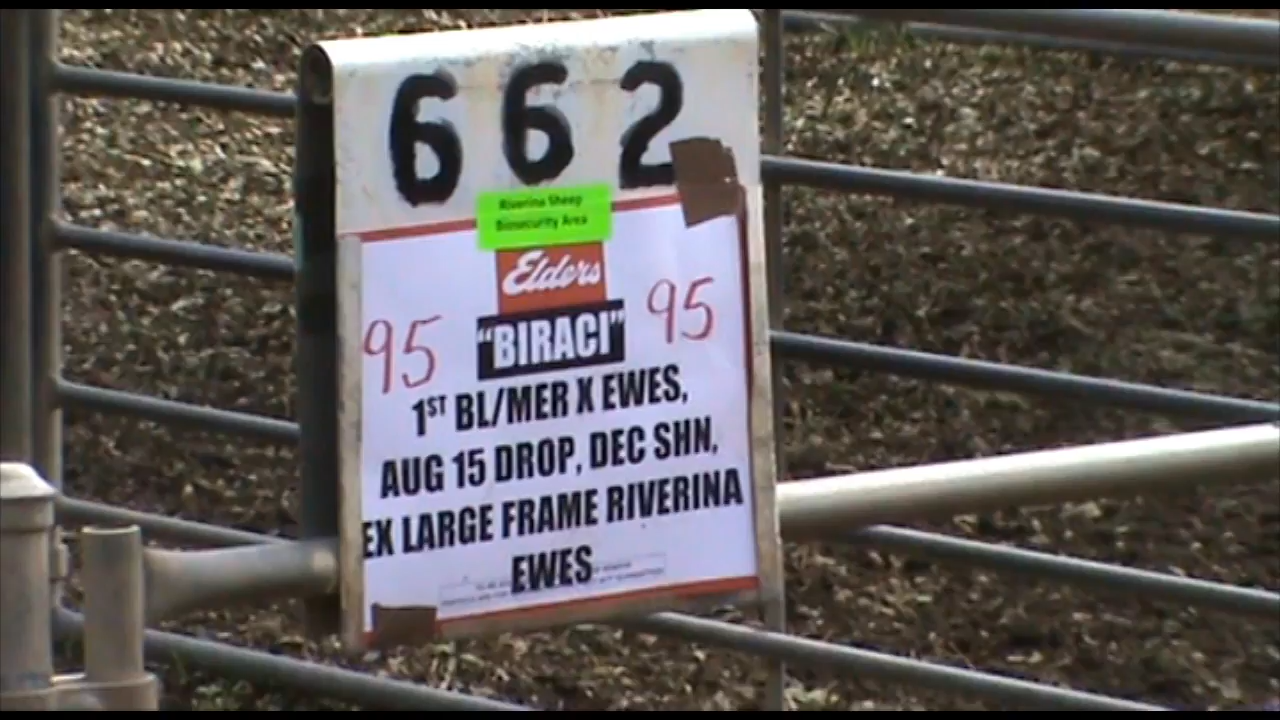 662
Riverina Sheep
Biosecurity Area
Elders
95 "BIRACI" 95
1ST BL/MER X EWES,
AUG 15 DROP, DEC SHN,
EX LARGE FRAME RIVERINA
EWES